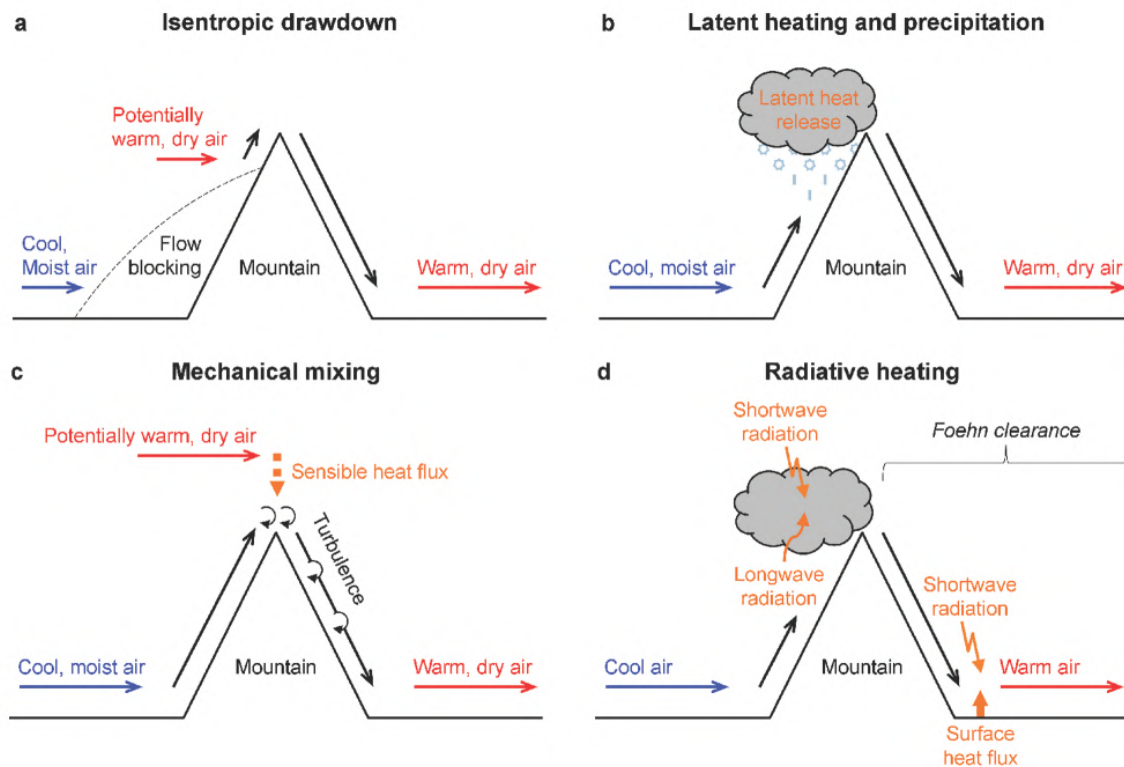 a Isentropic drawdown
Potentially
warm, dry air
Cool,
Moist air
Flow
blocking
Mountain
Warm, dry air
b Latent heating and precipitation
Latent heat
release
Cool, moist air
Mountain
Warm, dry air
c Mechanical mixing
Potentially warm, dry air
Sensible heat flux
Turbulence
Cool, moist air
Mountain
Warm, dry air
d Radiative heating
Shortwave
radiation
Foehn clearance
Longwave
radiation
Shortwave
radiation
Cool air
Mountain
Warm air
Surface
heat flux